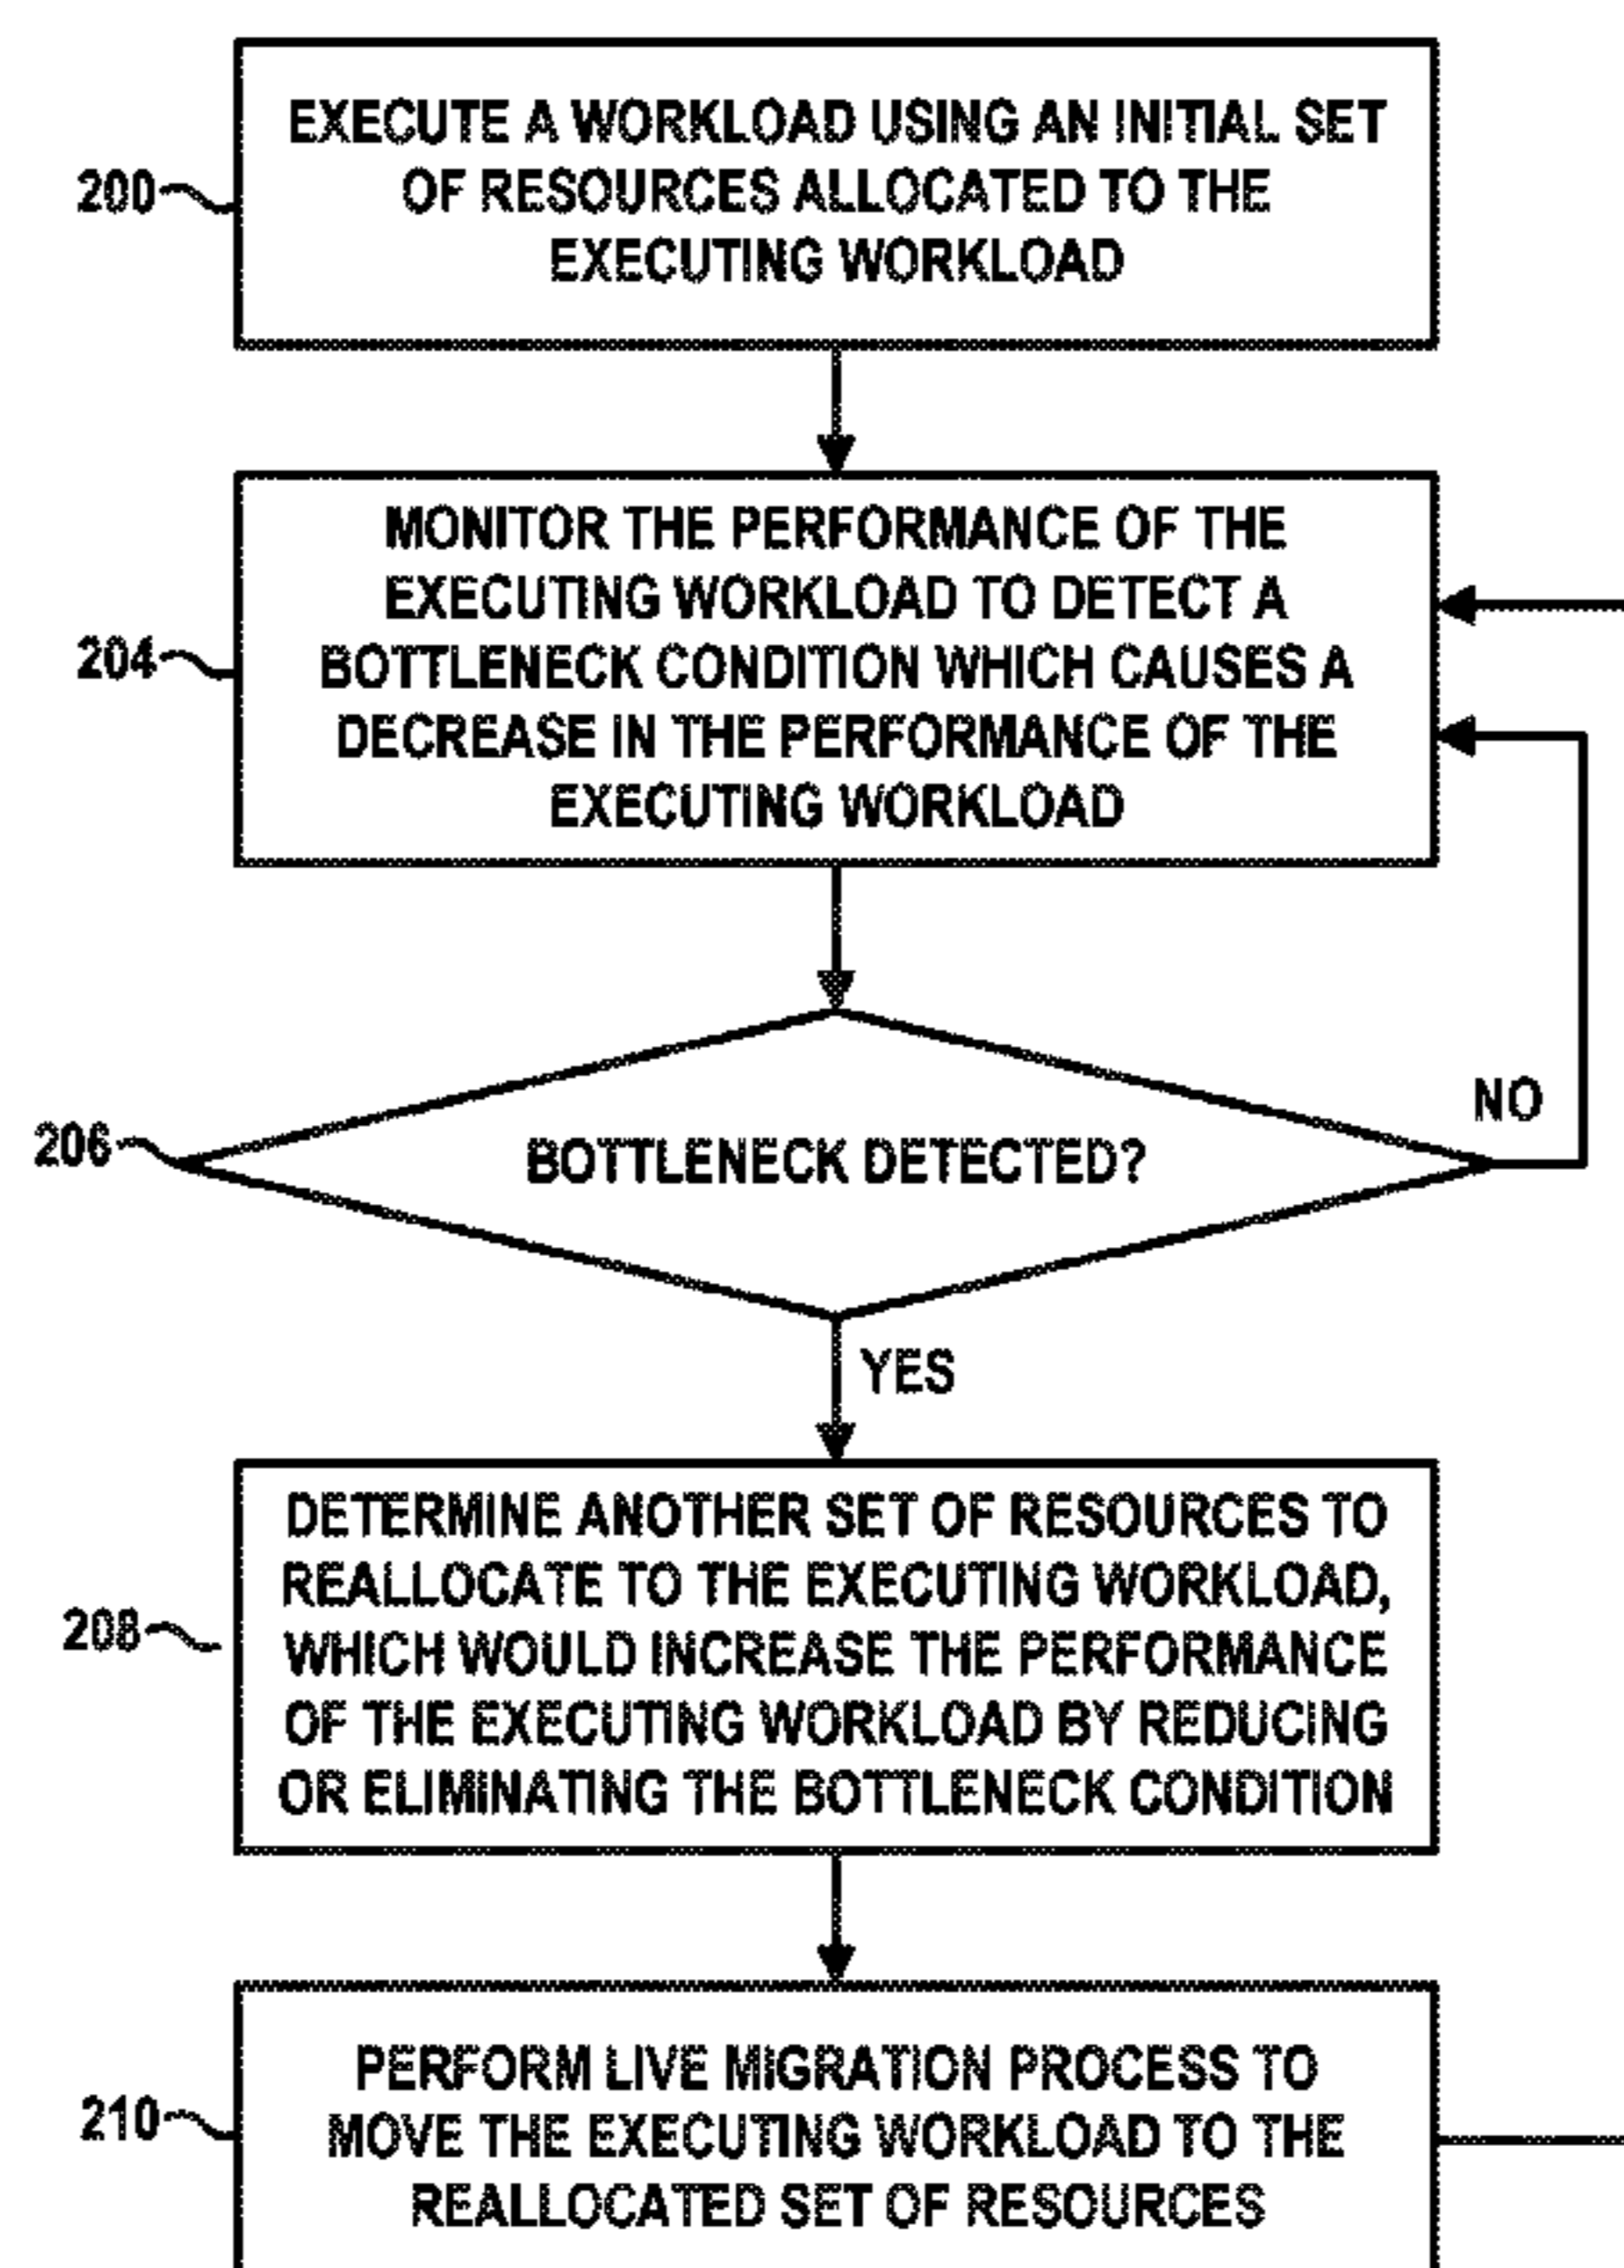 EXECUTE A WORKLOAD USING AN INITIAL SET
OF RESOURCES ALLOCATED TO THE
EXECUTING WORKLOAD
200
MONITOR THE PERFORMANCE OF THE
EXECUTING WORKLOAD TO DETECT A
BOTTLENECK CONDITION WHICH CAUSES A
DECREASE IN THE PERFORMANCE OF THE
EXECUTING WORKLOAD
204
NO
206
BOTTLENECK DETECTED?
YES
DETERMINE ANOTHER SET OF RESOURCES TO
REALLOCATE TO THE EXECUTING WORKLOAD,
WHICH WOULD INCREASE THE PERFORMANCE
OF THE EXECUTING WORKLOAD BY REDUCING
OR ELIMINATING THE BOTTLENECK CONDITION
208
PERFORM LIVE MIGRATION PROCESS TO
MOVE THE EXECUTING WORKLOAD TO THE
REALLOCATED SET OF RESOURCES
210